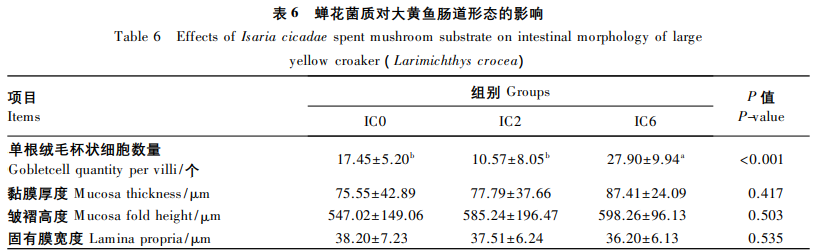 表 6 蝉花菌质对大黄鱼肠道形态的影响
Table 6 Effects of Isaria cicadae spent mushroom substrate on intestinal morphology of large
yellow croaker ( Larimichthys crocea)
项目 组别 Groups P 值
Items IC0 IC2 IC6 P-value
单根绒毛杯状细胞数量
Gobletcell quantity per villi/个 17.45±5.20b 10.57±8.05b 27.90±9.94a <0.001
黏膜厚度 Mucosa thickness/μm 75.55±42.89 77.79±37.66 87.41±24.09 0.417
皱褶高度 Mucosa fold height/μm 547.02±149.06 585.24±196.47 598.26±96.13 0.503
固有膜宽度 Lamina propria/μm 38.20±7.23 37.51±6.24 36.20±6.13 0.535